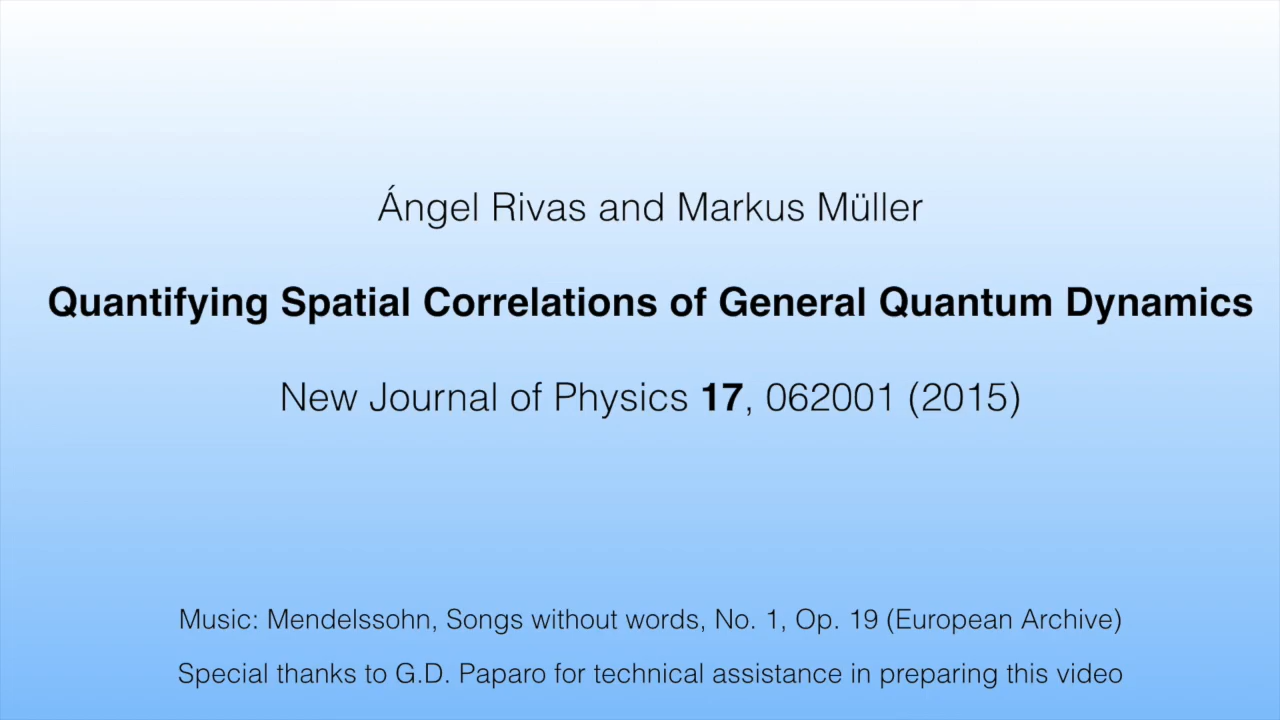 Ángel Rivas and Markus Müller
Quantifying Spatial Correlations of General Quantum Dynamics
New Journal of Physics 17, 062001 (2015)
Music: Mendelssohn, Songs without words, No. 1, Op. 19 (European Archive)
Special thanks to G.D. Paparo for technical assistance in preparing this video